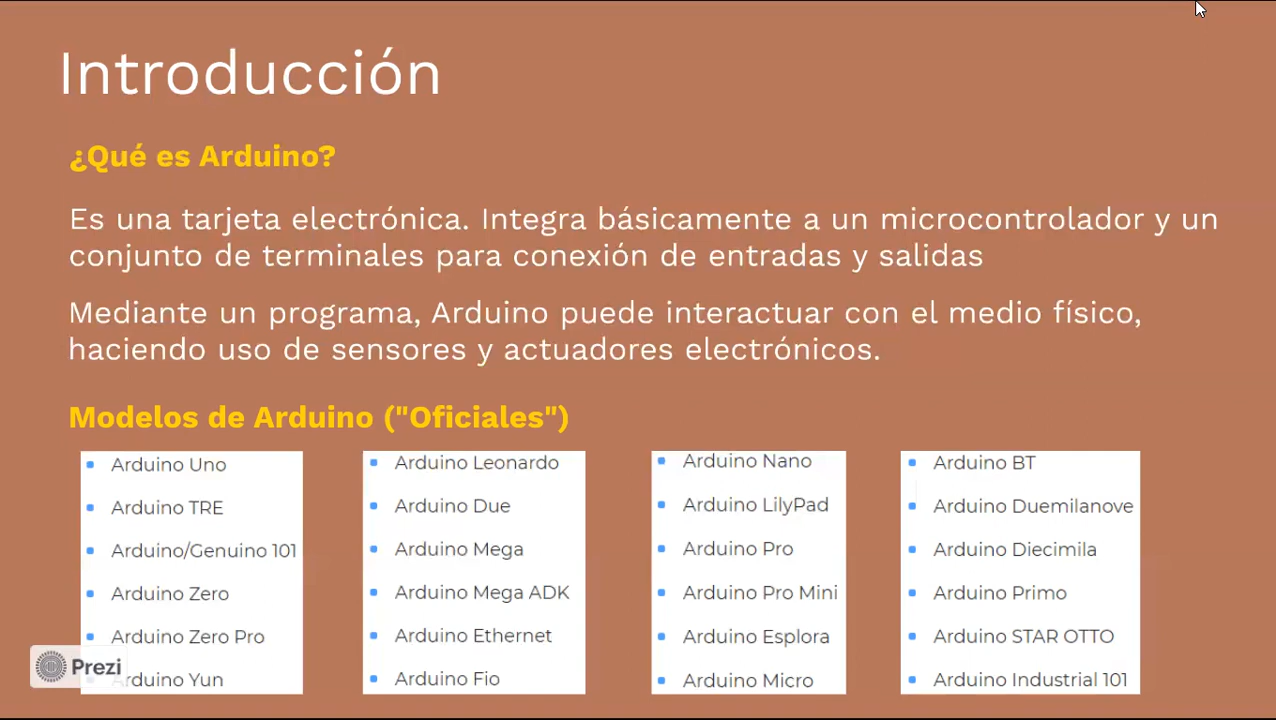 Introducción
¿Qué es Arduino?
Es una tarjeta electrónica. Integra básicamente a un microcontrolador y un
conjunto de terminales para conexión de entradas y salidas
Mediante un programa, Arduino puede interactuar con el medio físico,
haciendo uso de sensores y actuadores electrónicos.
Modelos de Arduino ("Oficiales")
Arduino Uno
Arduino TRE
Arduino/Genuino 101
Arduino Zero
Arduino Zero Pro
Arduino Yun
Arduino Leonardo
Arduino Due
Arduino Mega
Arduino Mega ADK
Arduino Ethernet
Arduino Fio
Arduino Nano
Arduino LilyPad
Arduino Pro
Arduino Pro Mini
Arduino Esplora
Arduino Micro
Arduino BT
Arduino Duemilanove
Arduino Diecimila
Arduino Primo
Arduino STAR OTTO
Arduino Industrial 101
Prezi